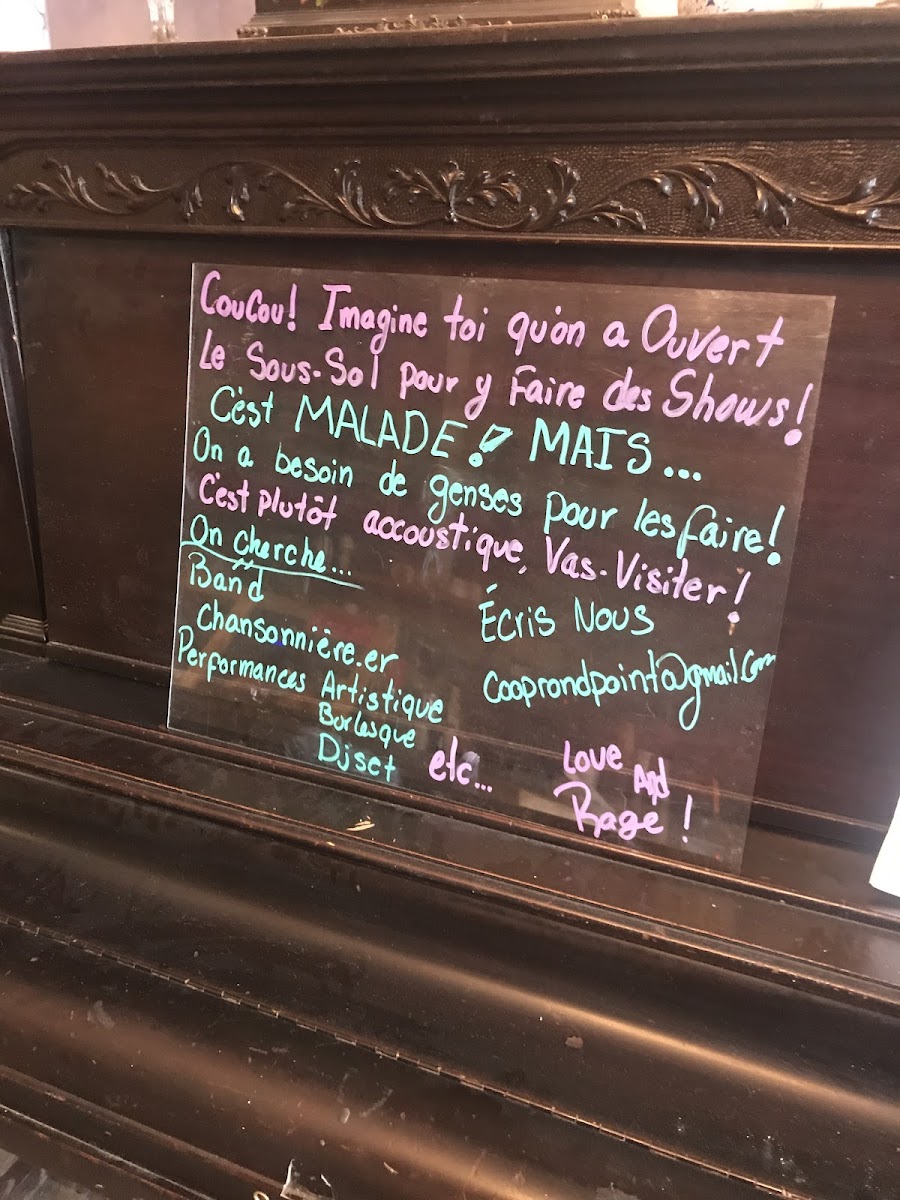 Coucou! Imagine toi qu'on a Ouvert
Le Sous-Sol pour y Faire des Shows!
C'est MALADE! MAIS...
On a besoin de genses pour les faire!
C'est plutôt accoustique, Vas-Visiter!
On cherche...
Band
Chansonnière.er
Performances Artistique
Burlesque
Djset etc...
Écris Nous
cooprondpoint@gmail.com
Love And
Rage!